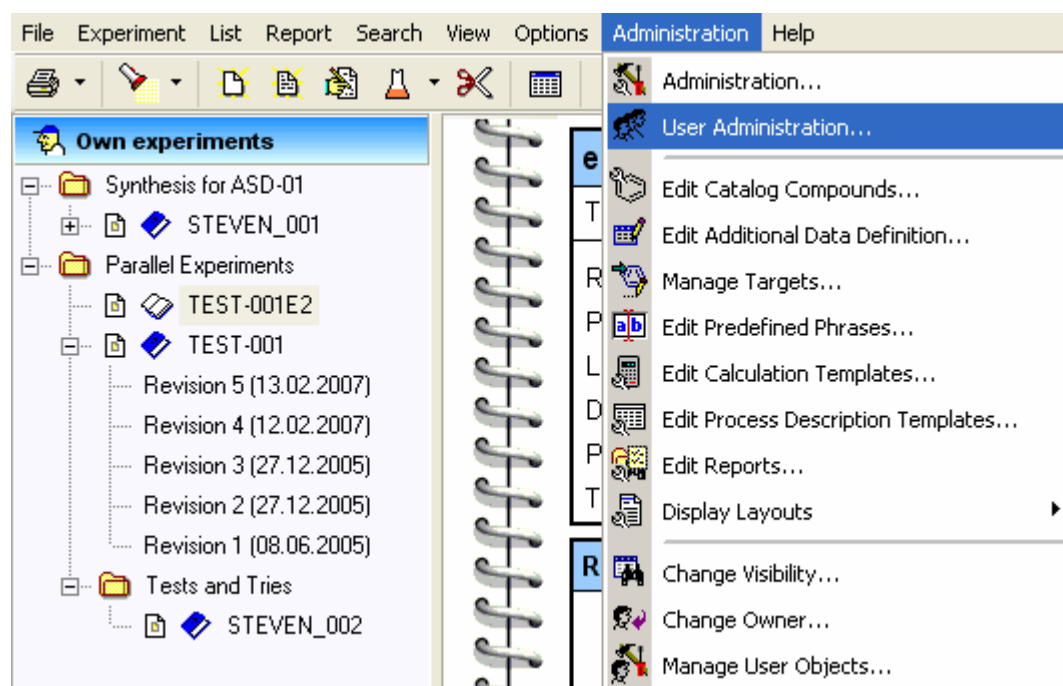 File Experiment List Report Search View Options Administration Help
Own experiments
Synthesis for ASD-01
STEVEN_001
Parallel Experiments
TEST-001E2
TEST-001
Revision 5 (13.02.2007)
Revision 4 (12.02.2007)
Revision 3 (27.12.2005)
Revision 2 (27.12.2005)
Revision 1 (08.06.2005)
Tests and Tries
STEVEN_002
e
T
R
P
L
D
P
T
R
Administration...
User Administration...
Edit Catalog Compounds...
Edit Additional Data Definition...
Manage Targets...
ab
Edit Predefined Phrases...
Edit Calculation Templates...
Edit Process Description Templates...
Edit Reports...
Display Layouts
Change Visibility...
Change Owner...
Manage User Objects...